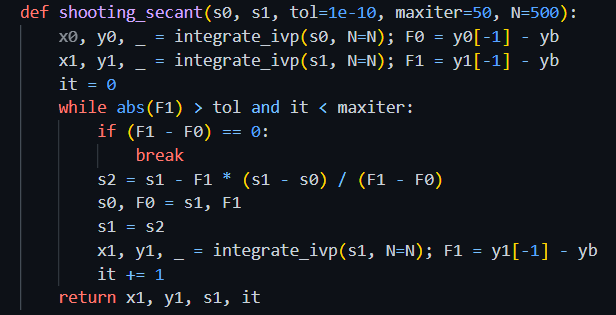 def shooting_secant(s0, s1, tol=1e-10, maxiter=50, N=500):
    x0, y0, _ = integrate_ivp(s0, N=N); F0 = y0[-1] - yb
    x1, y1, _ = integrate_ivp(s1, N=N); F1 = y1[-1] - yb
    it = 0
    while abs(F1) > tol and it < maxiter:
        if (F1 - F0) == 0:
            break
        s2 = s1 - F1 * (s1 - s0) / (F1 - F0)
        s0, F0 = s1, F1
        s1 = s2
        x1, y1, _ = integrate_ivp(s1, N=N); F1 = y1[-1] - yb
        it += 1
    return x1, y1, s1, it